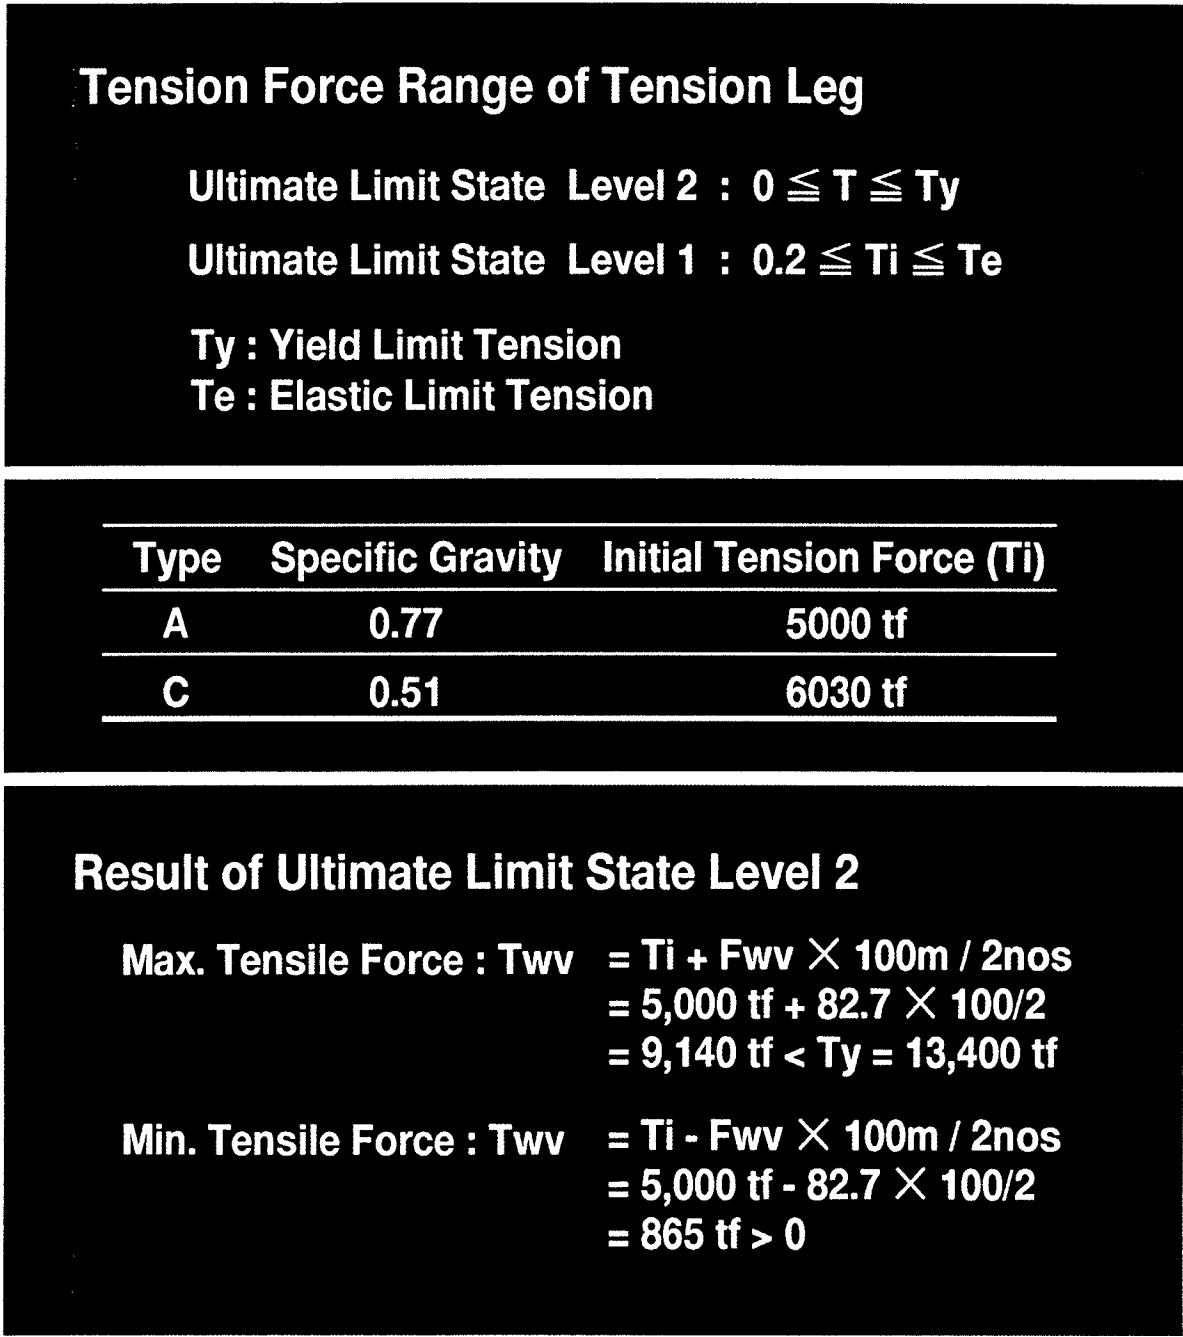 Tension Force Range of Tension Leg
Ultimate Limit State Level 2 : 0 ≦ T ≦ Ty
Ultimate Limit State Level 1 : 0.2 ≦ Ti ≦ Te
Ty : Yield Limit Tension
Te : Elastic Limit Tension
Type Specific Gravity Initial Tension Force (Ti)
A 0.77 5000 tf
C 0.51 6030 tf
Result of Ultimate Limit State Level 2
Max. Tensile Force : Twv = Ti + Fwv × 100m / 2nos
= 5,000 tf + 82.7 × 100/2
= 9,140 tf < Ty = 13,400 tf
Min. Tensile Force : Twv = Ti - Fwv × 100m / 2nos
= 5,000 tf - 82.7 × 100/2
= 865 tf > 0